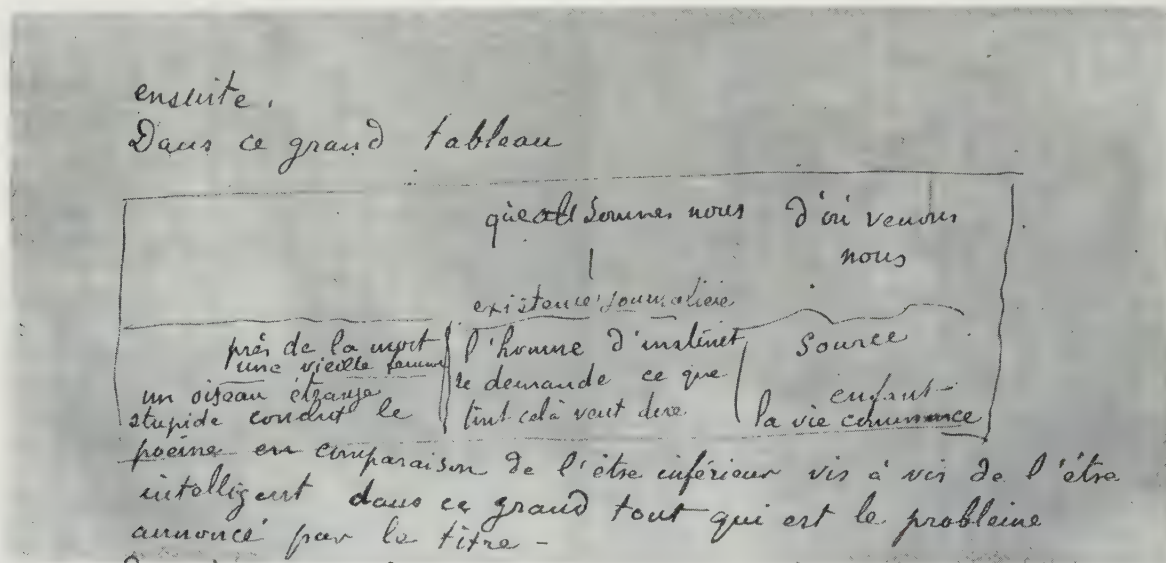 ensuite.
Dans ce grand tableau
que sommes nous
d'où venons
nous
existence journalière
près de la mort
une vieille femme
un oiseau étrange
stupide conclut le
l'homme d'instinct
se demande ce que
tout celà veut dire
source
enfant-
la vie commence
poème en comparaison de l'être inférieur vis à vis de l'être
intelligent dans ce grand tout qui est le problème
annoncé par le titre -